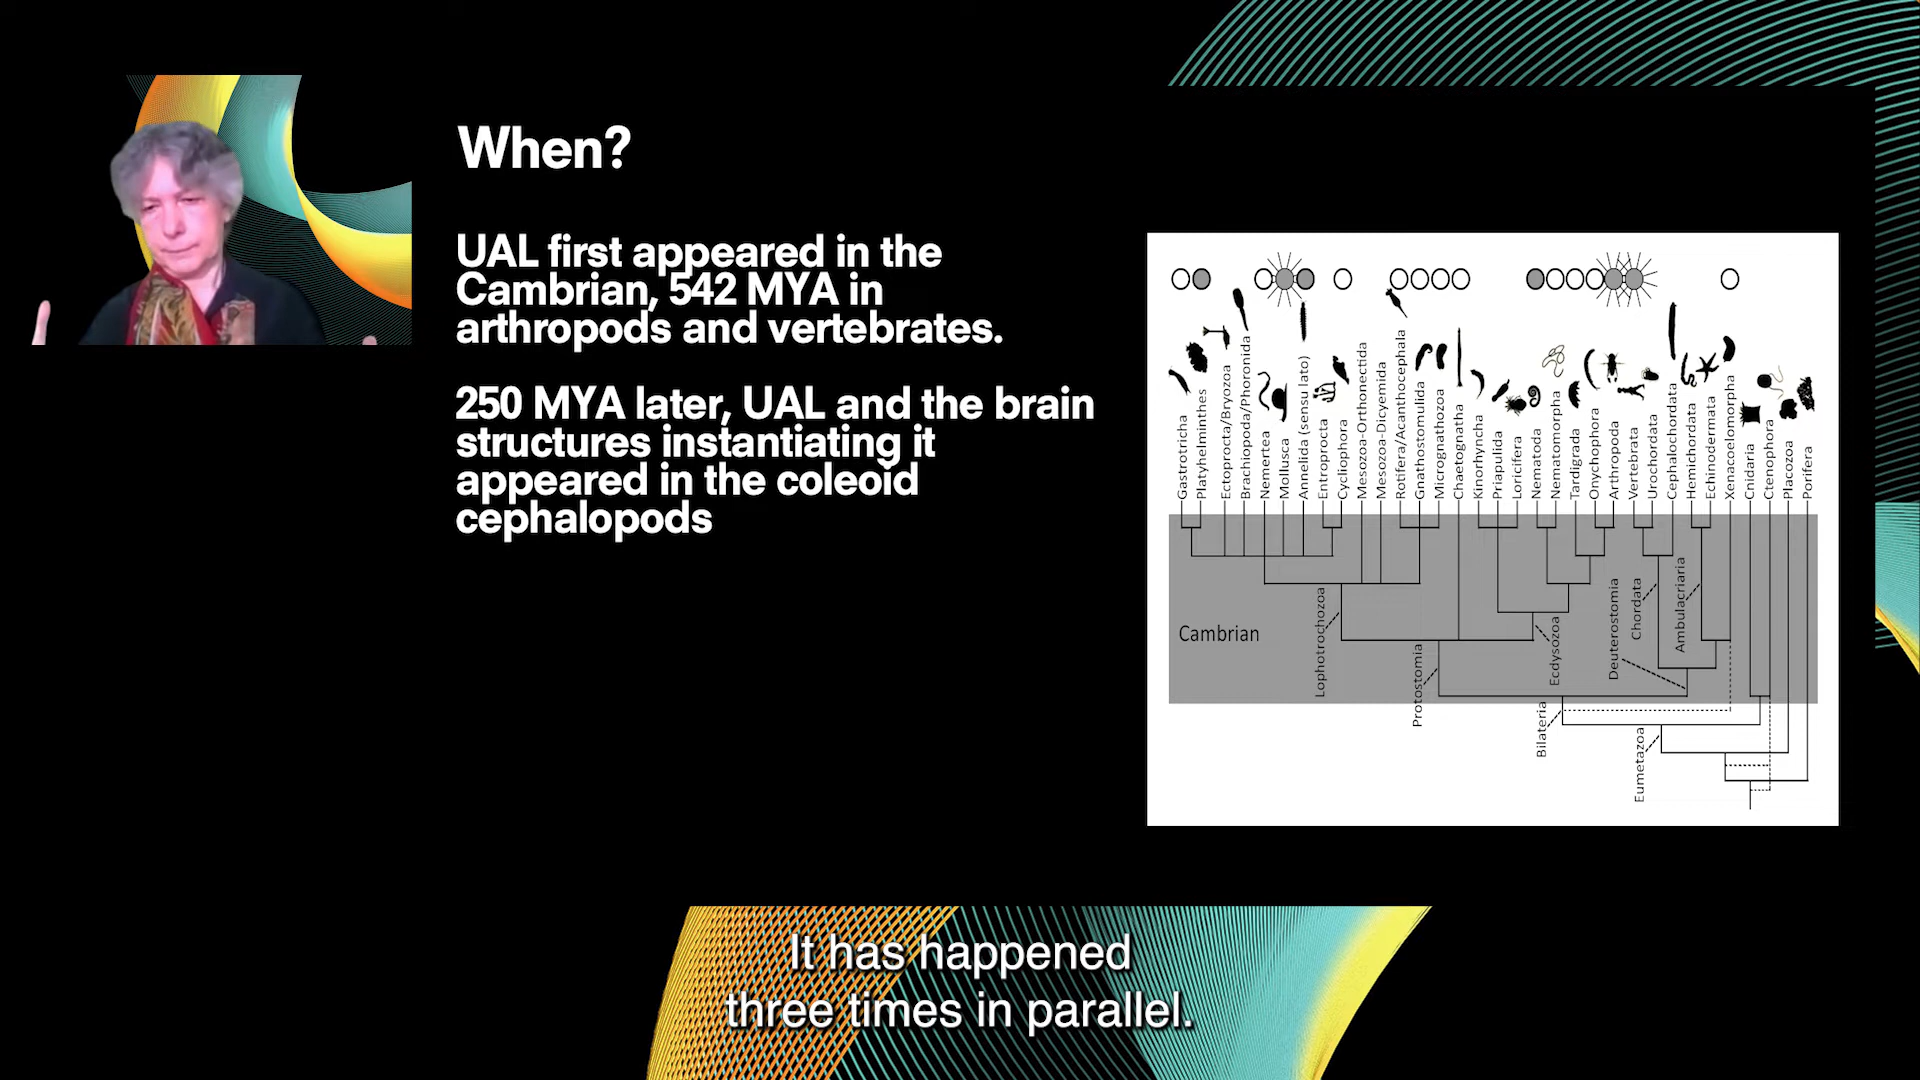 When?
UAL first appeared in the
Cambrian, 542 MYA in
arthropods and vertebrates.
250 MYA later, UAL and the brain
structures instantiating it
appeared in the coleoid
cephalopods
Gastrotricha
Platyhelminthes
Ectoprocta/Bryozoa
Brachiopoda/Phoronida
Nemertea
Mollusca
Annelida (sensu lato)
Entroprocta
Cycliophora
Mesozoa-Orthonectida
Mesozoa-Dicyemida
Rotifera/Acanthocephala
Gnathostomulida
Micrognathozoa
Chaetognatha
Kinorhyncha
Priapulida
Loricifera
Nematoda
Nematomorpha
Tardigrada
Onychophora
Arthropoda
Vertebrata
Urochordata
Cephalochordata
Hemichordata
Echinodermata
Xenacoelomorpha
Cnidaria
Ctenophora
Placozoa
Porifera
Cambrian
Lophotrochozoa
Protostomia
Ecdysozoa
Deuterostomia
Chordata
Ambulacriaria
Bilateria
Eumetazoa
It has happened
three times in parallel.